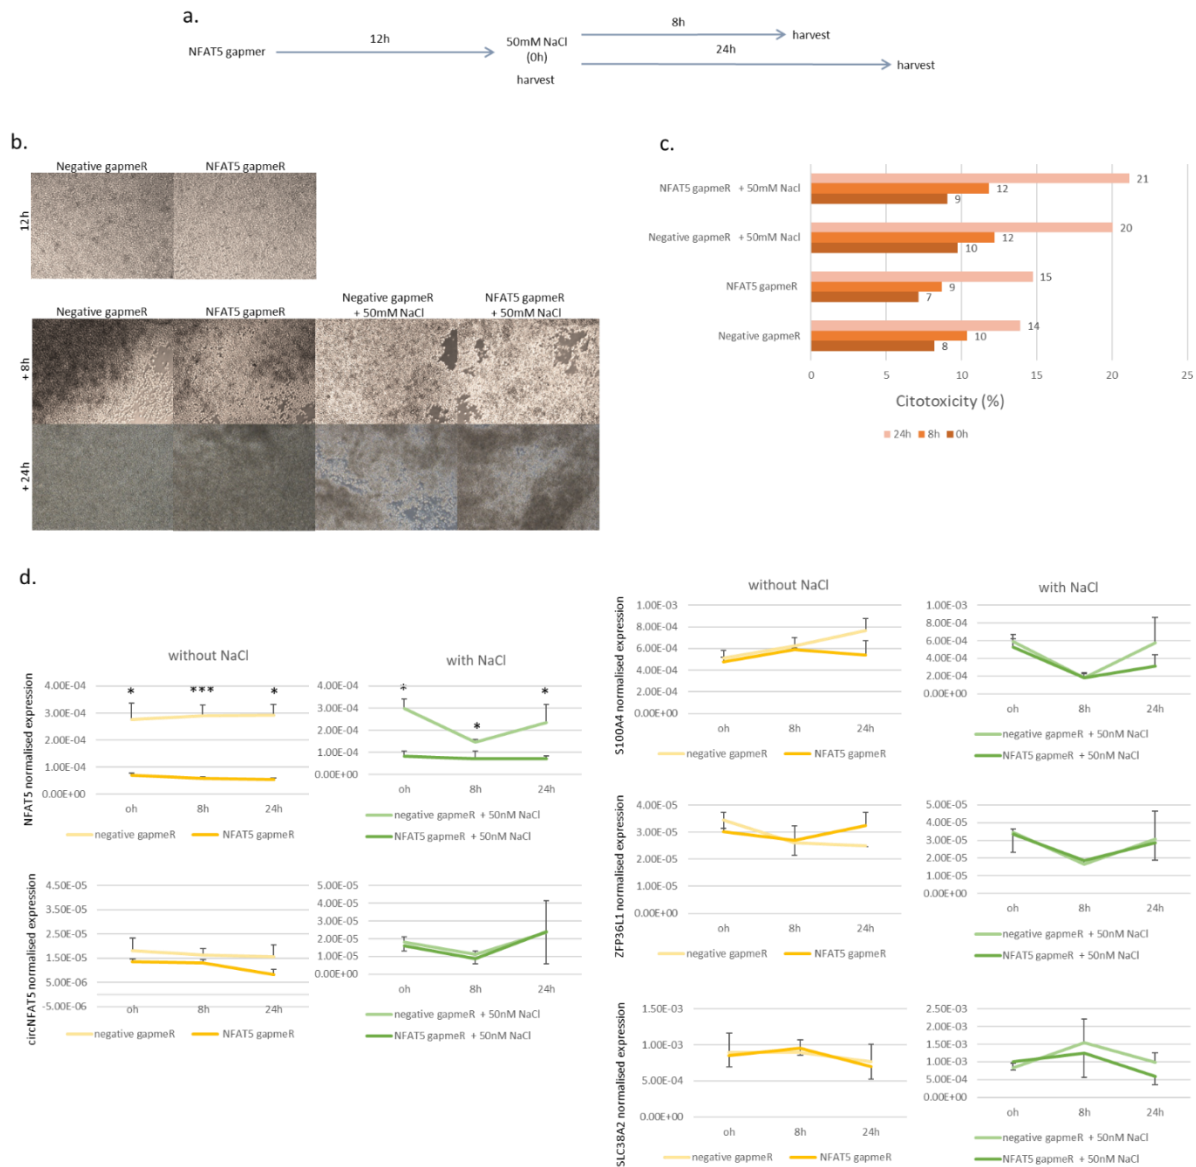 a.
NFAT5 gapmer
12h
50mM NaCl
(0h)
harvest
8h
harvest
24h
harvest
b.
Negative gapmeR
NFAT5 gapmeR
12h
Negative gapmeR
NFAT5 gapmeR
Negative gapmeR
+ 50mM NaCl
NFAT5 gapmeR
+ 50mM NaCl
+ 8h
+ 24h
c.
NFAT5 gapmeR + 50mM Nacl
21
12
9
Negative gapmeR + 50mM Nacl
20
12
10
NFAT5 gapmeR
15
9
7
Negative gapmeR
14
10
8
0 5 10 15 20 25
Citotoxicity (%)
24h 8h 0h
d.
without NaCl
NFAT5 normalised expression
4.00E-04
3.00E-04
1.00E-04
0.00E+00
* *** *
oh 8h 24h
negative gapmeR NFAT5 gapmeR
with NaCl
4.00E-04
3.00E-04
2.00E-04
1.00E-04
0.00E+00
* * *
oh 8h 24h
negative gapmeR + 50nM NaCl
NFAT5 gapmeR + 50nM NaCl
circNFAT5 normalised expression
4.50E-05
2.50E-05
1.50E-05
5.00E-06
-5.00E-06
oh 8h 24h
negative gapmeR NFAT5 gapmeR
5.00E-05
4.00E-05
3.00E-05
2.00E-05
1.00E-05
0.00E+00
oh 8h 24h
negative gapmeR + 50nM NaCl
NFAT5 gapmeR + 50nM NaCl
without NaCl
S100A4 normalised expression
1.00E-03
8.00E-04
6.00E-04
4.00E-04
0.00E+00
oh 8h 24h
negative gapmeR NFAT5 gapmeR
with NaCl
1.00E-03
8.00E-04
6.00E-04
4.00E-04
2.00E-04
0.00E+00
oh 8h 24h
negative gapmeR + 50nM NaCl
NFAT5 gapmeR + 50nM NaCl
ZFP36L1 normalised expression
4.00E-05
3.00E-05
2.00E-05
1.00E-05
0.00E+00
oh 8h 24h
negative gapmeR NFAT5 gapmeR
5.00E-05
4.00E-05
3.00E-05
2.00E-05
1.00E-05
0.00E+00
oh 8h 24h
negative gapmeR + 50nM NaCl
NFAT5 gapmeR + 50nM NaCl
SLC38A2 normalised expression
1.50E-03
1.00E-03
5.00E-04
0.00E+00
oh 8h 24h
negative gapmeR NFAT5 gapmeR
2.50E-03
2.00E-03
1.50E-03
1.00E-03
5.00E-04
0.00E+00
oh 8h 24h
negative gapmeR + 50nM NaCl
NFAT5 gapmeR + 50nM NaCl